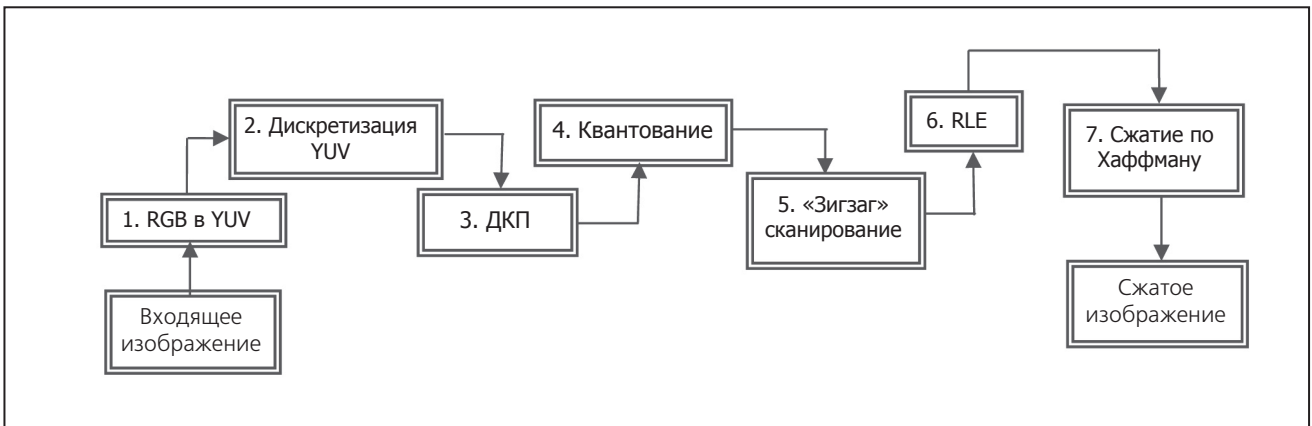 Входящее
изображение
1. RGB в YUV
2. Дискретизация
YUV
3. ДКП
4. Квантование
5. «Зигзаг»
сканирование
6. RLE
7. Сжатие по
Хаффману
Сжатое
изображение